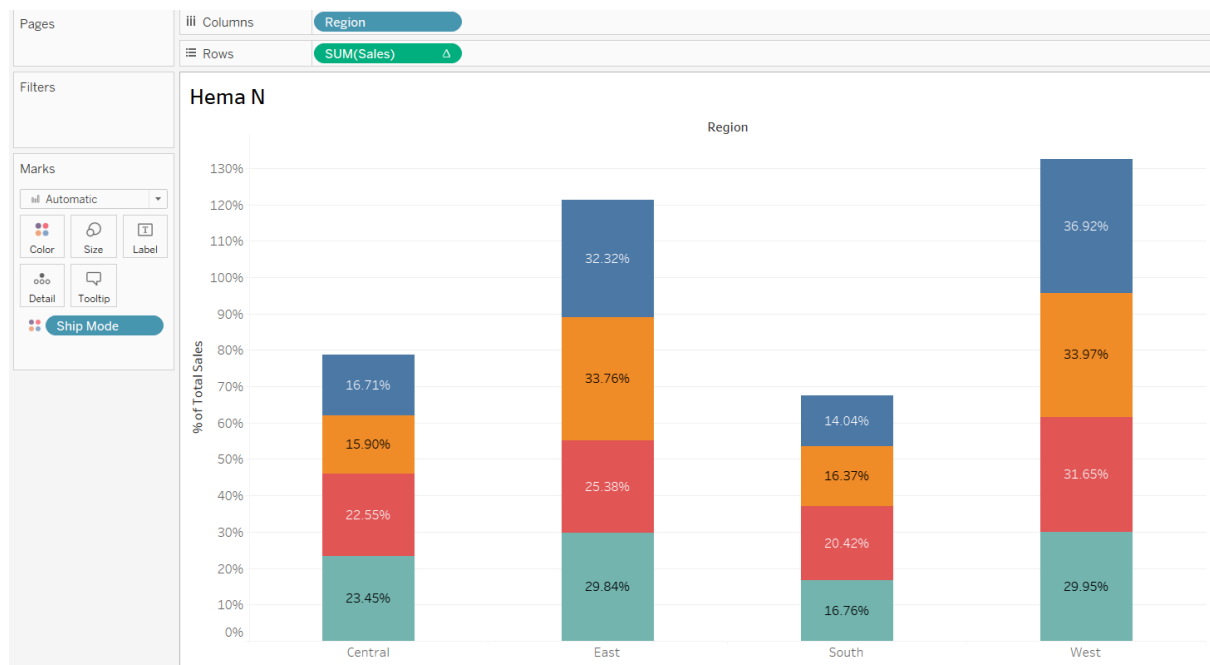 Pages
iii Columns
Region
Rows
SUM(Sales) Δ
Filters
Hema N
Region
Marks
Automatic
Color
Size
T
Label
Detail
Tooltip
Ship Mode
% of Total Sales
130%
120%
110%
100%
90%
80%
70%
60%
50%
40%
30%
20%
10%
0%
16.71%
15.90%
22.55%
23.45%
32.32%
33.76%
25.38%
29.84%
14.04%
16.37%
20.42%
16.76%
36.92%
33.97%
31.65%
29.95%
Central
East
South
West